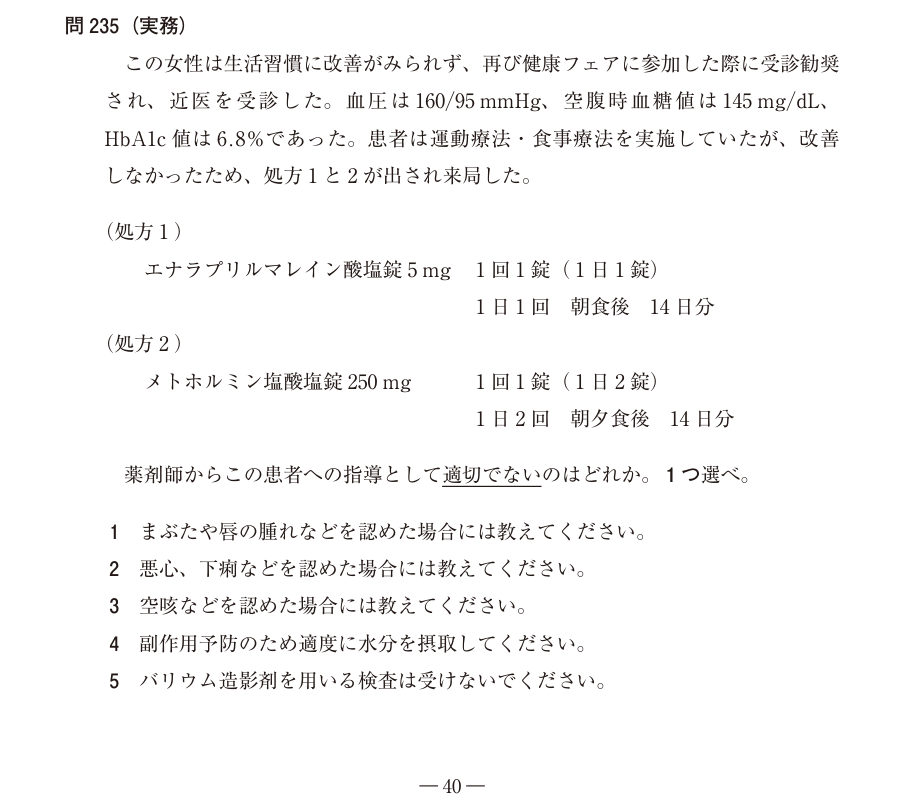 問 235（実務）
この女性は生活習慣に改善がみられず、再び健康フェアに参加した際に受診勧奨
され、近医を受診した。血圧は 160/95 mmHg、空腹時血糖値は 145 mg/dL、
HbA1c 値は 6.8％であった。患者は運動療法・食事療法を実施していたが、改善
しなかったため、処方１と２が出され来局した。
（処方１）
エナラプリルマレイン酸塩錠 5 mg　１回１錠（１日１錠）
１日１回　朝食後　14 日分
（処方２）
メトホルミン塩酸塩錠 250 mg　１回１錠（１日２錠）
１日２回　朝夕食後　14 日分
薬剤師からこの患者への指導として適切でないのはどれか。１つ選べ。
1　まぶたや唇の腫れなどを認めた場合には教えてください。
2　悪心、下痢などを認めた場合には教えてください。
3　空咳などを認めた場合には教えてください。
4　副作用予防のため適度に水分を摂取してください。
5　バリウム造影剤を用いる検査は受けないでください。
— 40 —